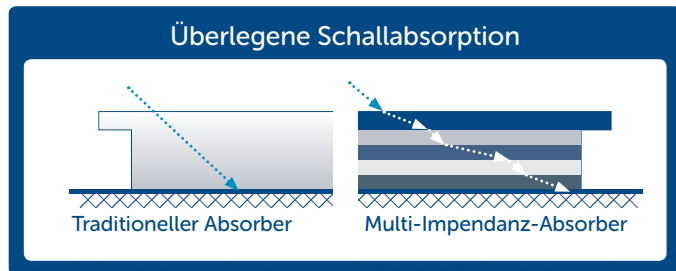 Überlegene Schallabsorption
Traditioneller Absorber
Multi-Impendanz-Absorber